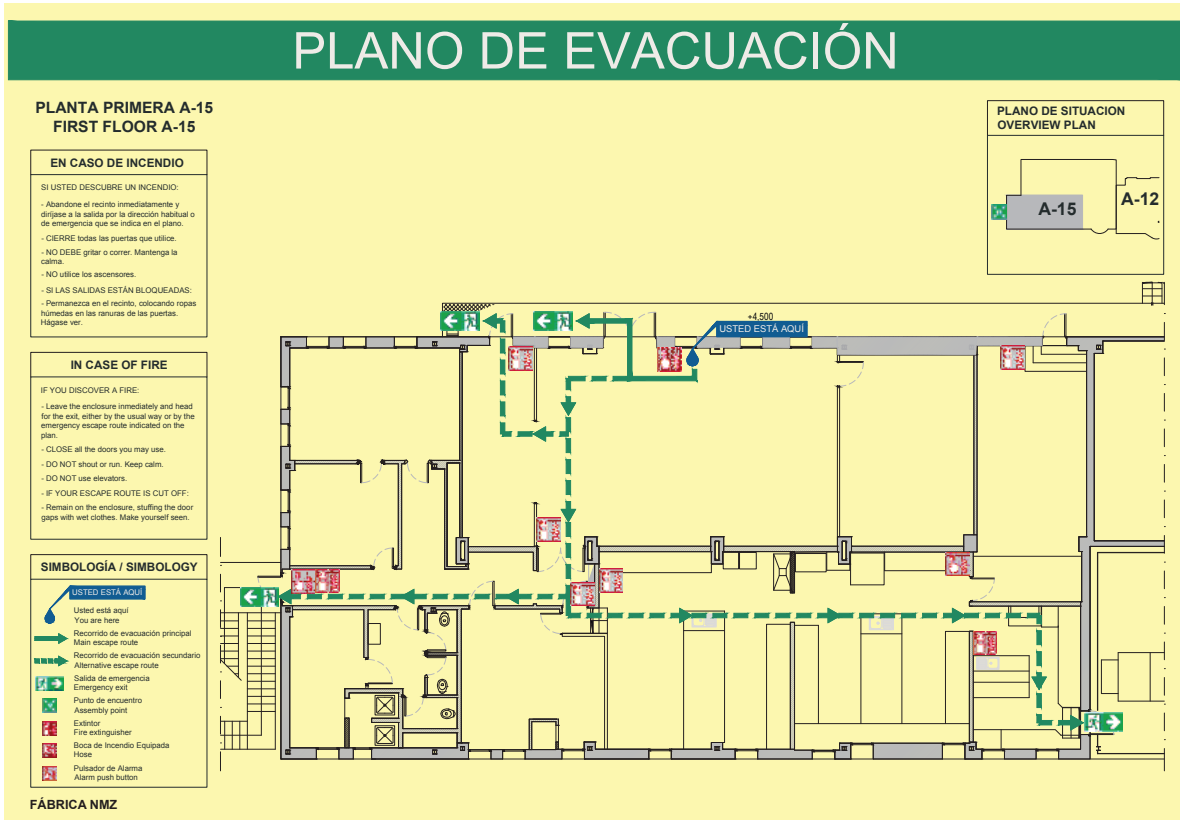 PLANO DE EVACUACIÓN
PLANTA PRIMERA A-15
FIRST FLOOR A-15
EN CASO DE INCENDIO
SI USTED DESCUBRE UN INCENDIO:
- Abandone el recinto inmediatamente y
diríjase a la salida por la dirección habitual o
de emergencia que se indica en el plano.
- CIERRE todas las puertas que utilice.
- NO DEBE gritar o correr. Mantenga la
calma.
- NO utilice los ascensores.
- SI LAS SALIDAS ESTÁN BLOQUEADAS:
- Permanezca en el recinto, colocando ropas
húmedas en las ranuras de las puertas.
Hágase ver.
IN CASE OF FIRE
IF YOU DISCOVER A FIRE:
- Leave the enclosure inmediately and head
for the exit, either by the usual way or by the
emergency escape route indicated on the
plan.
- CLOSE all the doors you may use.
- DO NOT shout or run. Keep calm.
- DO NOT use elevators.
- IF YOUR ESCAPE ROUTE IS CUT OFF:
- Remain on the enclosure, stuffing the door
gaps with wet clothes. Make yourself seen.
SIMBOLOGÍA / SIMBOLOGY
USTED ESTÁ AQUÍ
Usted está aquí
You are here
Recorrido de evacuación principal
Main escape route
Recorrido de evacuación secundario
Alternative escape route
Salida de emergencia
Emergency exit
Punto de encuentro
Assembly point
Extintor
Fire extinguisher
Boca de Incendio Equipada
Hose
Pulsador de Alarma
Alarm push button
FÁBRICA NMZ
PLANO DE SITUACION
OVERVIEW PLAN
A-15
A-12
+4,500
USTED ESTÁ AQUÍ